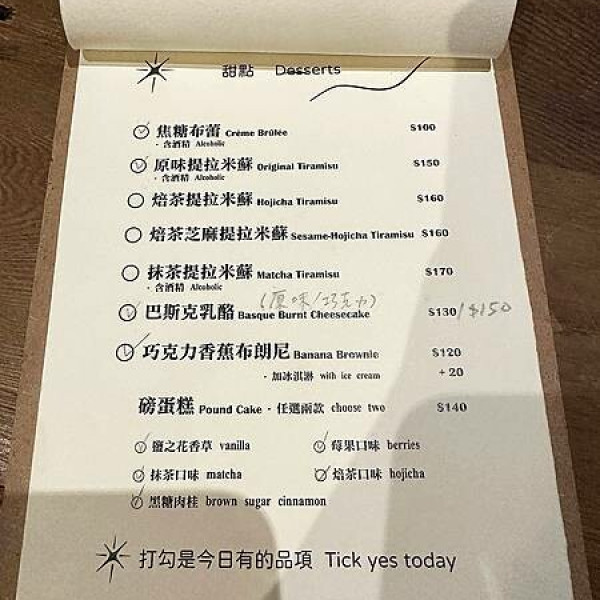 甜點 Desserts
焦糖布蕾 Crème Brûlée $100
·含酒精 Alcoholic
原味提拉米蘇 Original Tiramisu $150
·含酒精 Alcoholic
焙茶提拉米蘇 Hojicha Tiramisu $160
焙茶芝麻提拉米蘇 Sesame-Hojicha Tiramisu $160
抹茶提拉米蘇 Matcha Tiramisu $170
·含酒精 Alcoholic
(原味/巧克力)
巴斯克乳酪 Basque Burnt Cheesecake $130/$150
巧克力香蕉布朗尼 Banana Brownie $120
·加冰淇淋 with ice cream +20
磅蛋糕 Pound Cake·任選兩款 choose two $140
鹽之花香草 vanilla
莓果口味 berries
抹茶口味 matcha
焙茶口味 hojicha
黑糖肉桂 brown sugar cinnamon
打勾是今日有的品項 Tick yes today